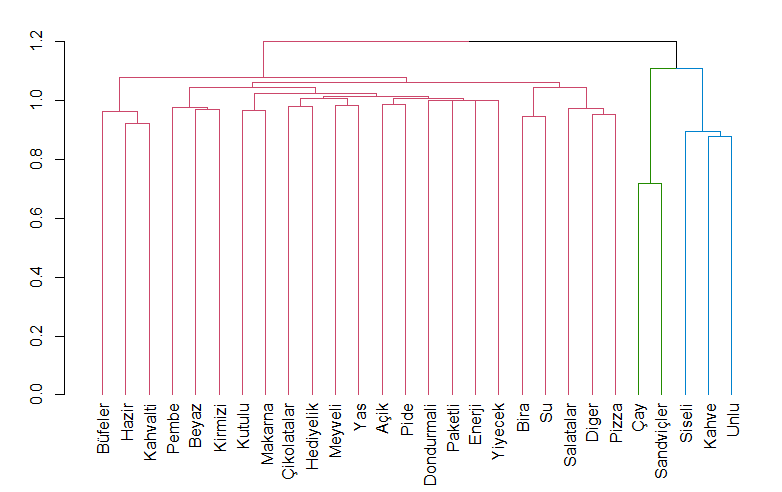 1.2
1.0
0.8
0.6
0.4
0.2
0.0
Büfeler
Hazir
Kahvalti
Pembe
Beyaz
Kirmizi
Kutulu
Makarna
Çikolatalar
Hediyelik
Meyveli
Yas
Açik
Pide
Dondurmali
Paketli
Enerji
Yiyecek
Bira
Su
Salatalar
Diger
Pizza
Çay
Sandviçler
Siseli
Kahve
Unlu